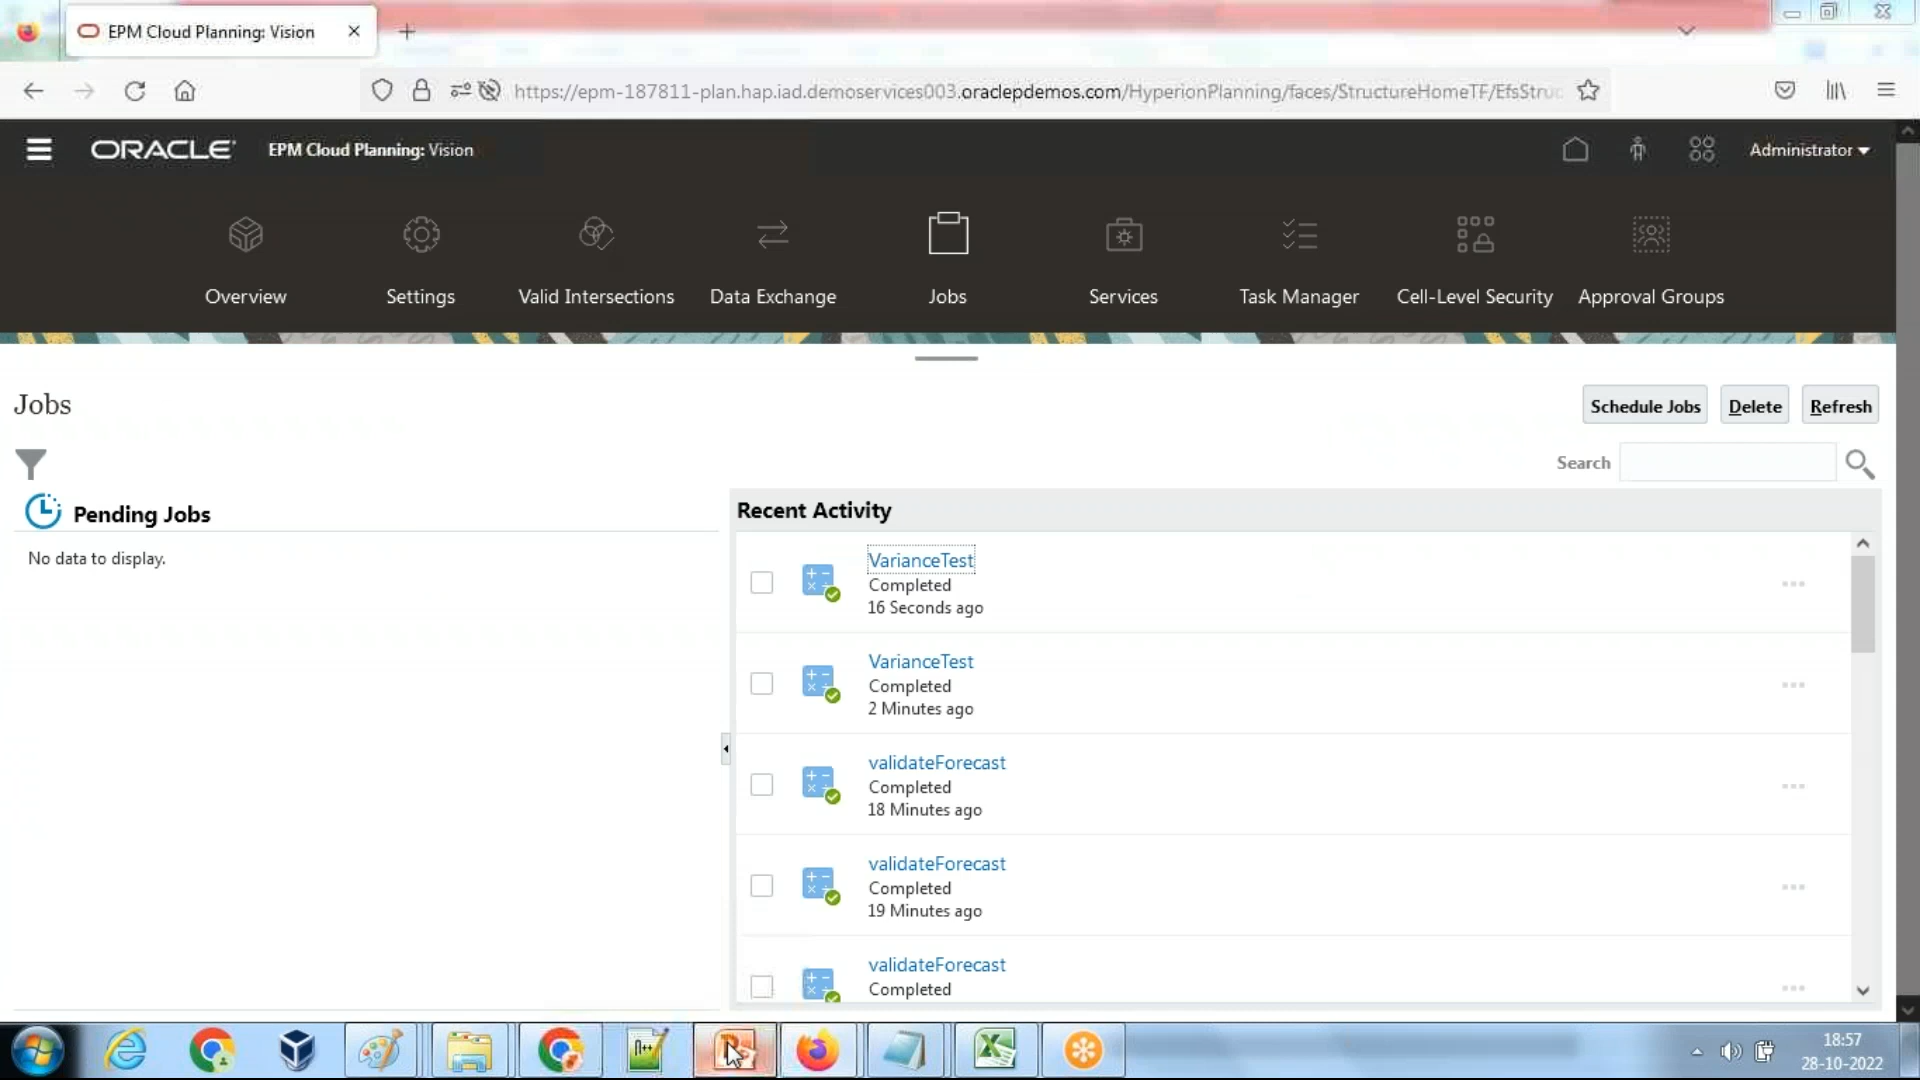 EPM Cloud Planning: Vision
https://epm-187811-plan.hap.iad.demoservices003.oraclepdemos.com/HyperionPlanning/faces/StructureHomeTF/EfsStruc
ORACLE EPM Cloud Planning: Vision Administrator
Overview Settings Valid Intersections Data Exchange Jobs Services Task Manager Cell-Level Security Approval Groups
Jobs Schedule Jobs Delete Refresh
Search
Pending Jobs
No data to display.
Recent Activity
VarianceTest
Completed
16 Seconds ago
VarianceTest
Completed
2 Minutes ago
validateForecast
Completed
18 Minutes ago
validateForecast
Completed
19 Minutes ago
validateForecast
Completed
18:57
28-10-2022